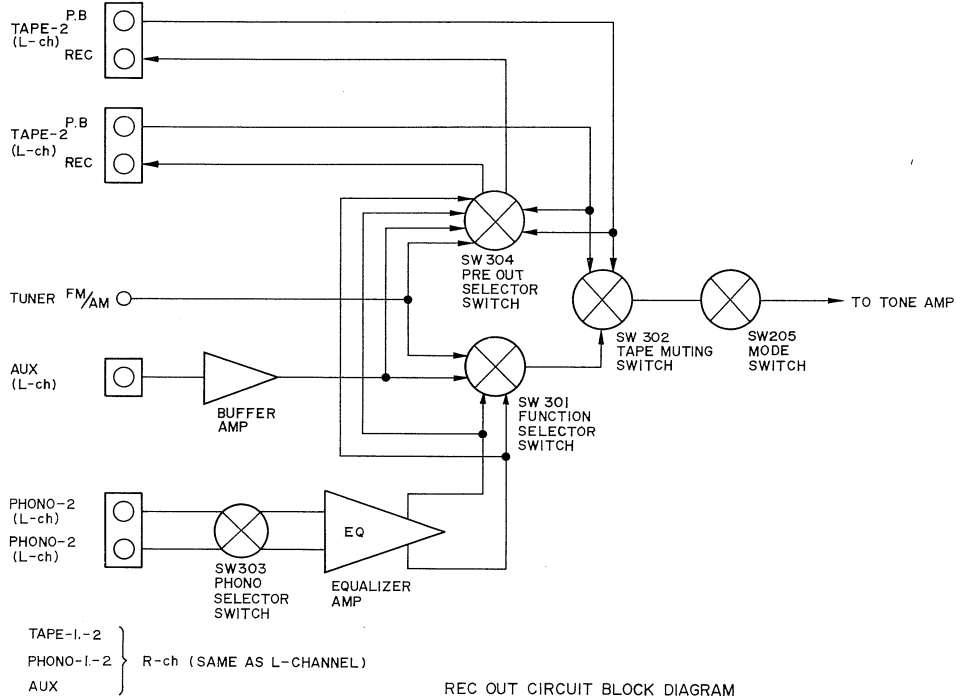 P.B
TAPE-2
(L-ch)
REC
P.B
TAPE-2
(L-ch)
REC
SW 304
PRE OUT
SELECTOR
SWITCH
TUNER FM/AM
TO TONE AMP
SW 302
TAPE MUTING
SWITCH
SW205
MODE
SWITCH
AUX
(L-ch)
BUFFER
AMP
SW 301
FUNCTION
SELECTOR
SWITCH
PHONO-2
(L-ch)
PHONO-2
(L-ch)
EQ
SW303
PHONO
SELECTOR
SWITCH
EQUALIZER
AMP
TAPE-1.-2
PHONO-1.-2
AUX
R-ch (SAME AS L-CHANNEL)
REC OUT CIRCUIT BLOCK DIAGRAM